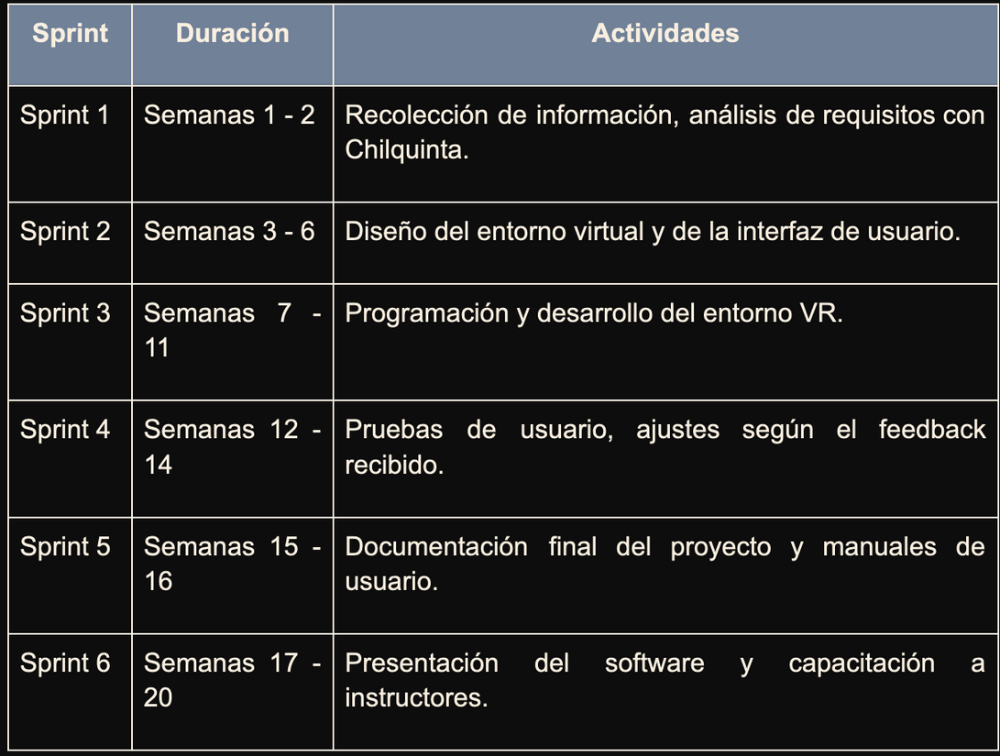 Sprint Duración Actividades
Sprint 1 Semanas 1 - 2 Recolección de información, análisis de requisitos con
Chilquinta.
Sprint 2 Semanas 3 - 6 Diseño del entorno virtual y de la interfaz de usuario.
Sprint 3 Semanas 7 - Programación y desarrollo del entorno VR.
11
Sprint 4 Semanas 12 - Pruebas de usuario, ajustes según el feedback
14 recibido.
Sprint 5 Semanas 15 - Documentación final del proyecto y manuales de
16 usuario.
Sprint 6 Semanas 17 - Presentación del software y capacitación a
20 instructores.